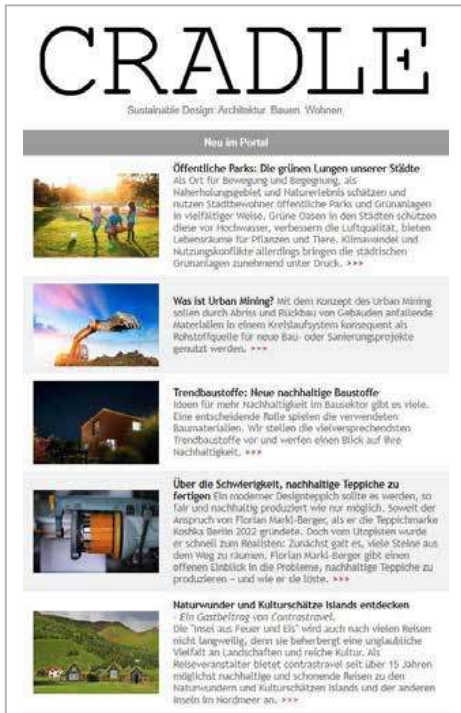 CRADLE
Sustainable Design. Architektur. Bauen. Wohnen.
Neu im Portal
Öffentliche Parks: Die grünen Lungen unserer Städte
Als Ort für Bewegung und Begegnung, als
Naherholungsgebiet und Naturerlebnis schätzen und
nutzen Stadtbewohner öffentliche Parks und Grünanlagen
in vielfältiger Weise. Grüne Oasen in den Städten schützen
diese vor Hochwasser, verbessern die Luftqualität, bieten
Lebensräume für Pflanzen und Tiere. Klimawandel und
Nutzungskonflikte allerdings bringen die städtischen
Grünanlagen zunehmend unter Druck. >>>
Was ist Urban Mining? Mit dem Konzept des Urban Mining
sollen durch Abriss und Rückbau von Gebäuden anfallende
Materialien in einem Kreislaufsystem konsequent als
Rohstoffquelle für neue Bau- oder Sanierungsprojekte
genutzt werden. >>>
Trendbaustoffe: Neue nachhaltige Baustoffe
Ideen für mehr Nachhaltigkeit im Bausektor gibt es viele.
Eine entscheidende Rolle spielen die verwendeten
Baumaterialien. Wir stellen die vielversprechendsten
Trendbaustoffe vor und werfen einen Blick auf ihre
Nachhaltigkeit. >>>
Über die Schwierigkeit, nachhaltige Teppiche zu
fertigen Ein moderner Designteppich sollte es werden, so
fair und nachhaltig produziert wie nur möglich. Soweit der
Anspruch von Florian Markl-Berger, als er die Teppichmarke
Koshka Berlin 2022 gründete. Doch vom Utopisten wurde
er schnell zum Realisten: Zunächst galt es, viele Steine aus
dem Weg zu räumen. Florian Markl-Berger gibt einen
offenen Einblick in die Probleme, nachhaltige Teppiche zu
produzieren – und wie er sie löste. >>>
Naturwunder und Kulturschätze Islands entdecken
- Ein Gastbeitrag von Contrastravel.
Die "Insel aus Feuer und Eis" wird auch nach vielen Reisen
nicht langweilig, denn sie beherbergt eine unglaubliche
Vielfalt an Landschaften und reiche Kultur. Als
Reiseveranstalter bietet contrastravel seit über 15 Jahren
möglichst nachhaltige und schonende Reisen zu den
Naturwundern und Kulturschätzen Islands und der anderen
Inseln im Nordmeer an. >>>